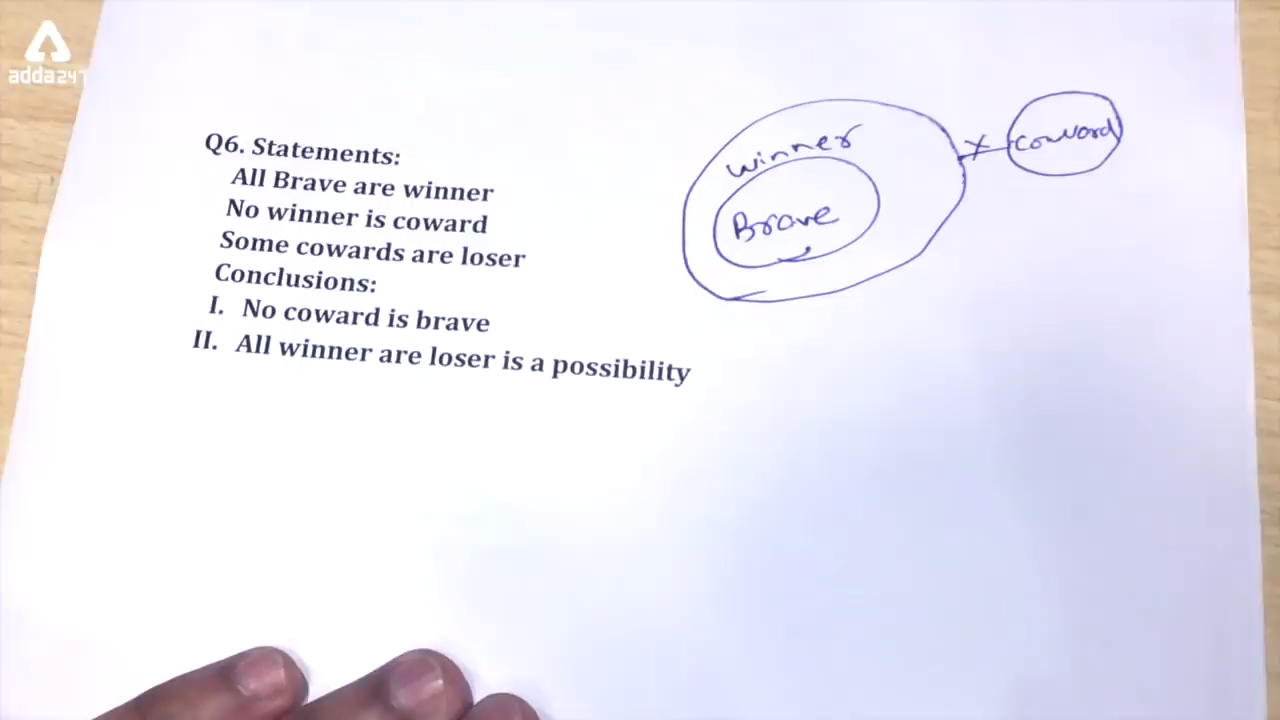 adda247
Q6. Statements:
All Brave are winner
No winner is coward
Some cowards are loser
Conclusions:
I. No coward is brave
II. All winner are loser is a possibility
winner
Brave
x
coward